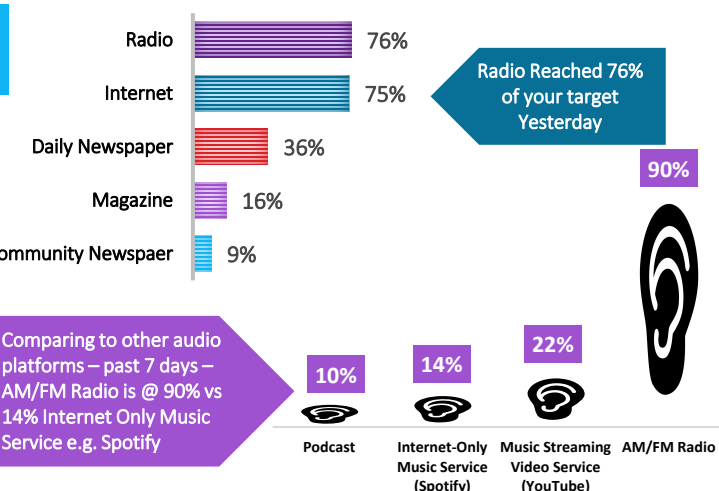 Radio
76%
Internet
75%
Daily Newspaper
36%
Magazine
16%
ommunity Newspaer
9%
Radio Reached 76%
of your target
Yesterday
Comparing to other audio
platforms – past 7 days –
AM/FM Radio is @ 90% vs
14% Internet Only Music
Service e.g. Spotify
10%
14%
22%
90%
Podcast
Internet-Only
Music Service
(Spotify)
Music Streaming
Video Service
(YouTube)
AM/FM Radio